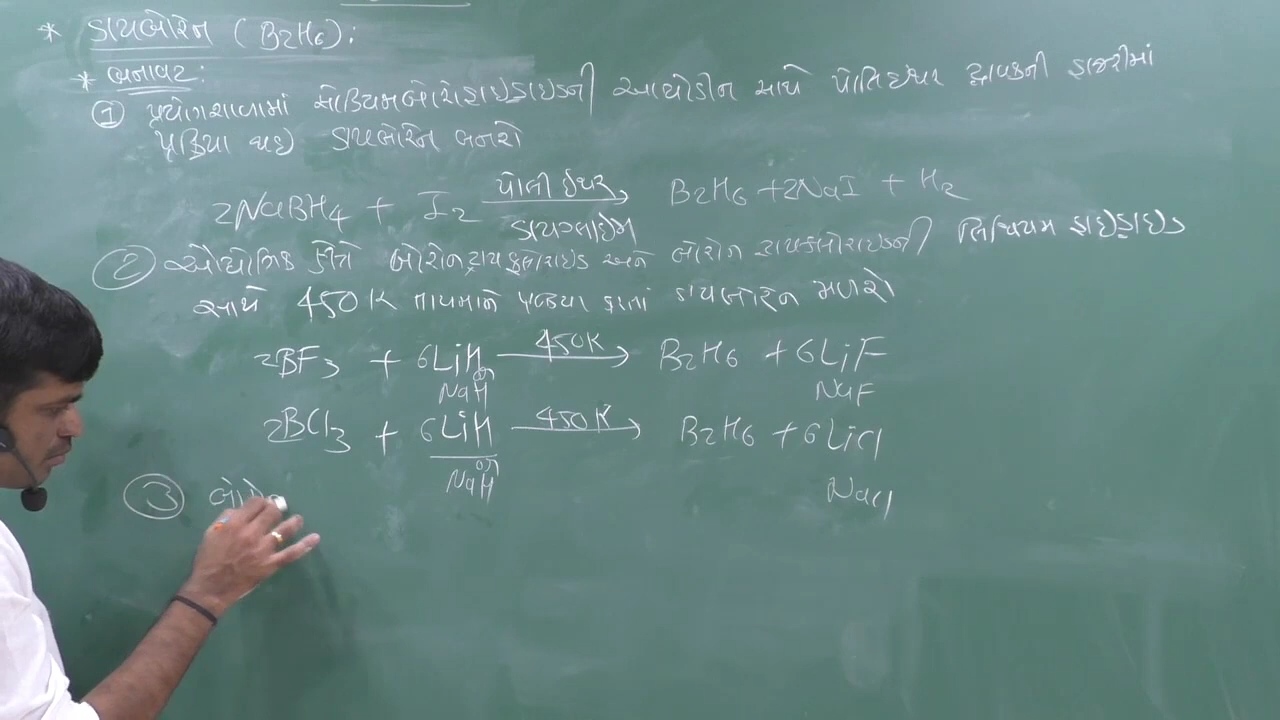 * ડાયબોરેન (B2H6):
* બનાવટ:
① પ્રયોગશાળામાં સોડિયમબોરોહાઇડ્રાઇડની આયોડીન સાથે પોલિઇથર દ્રાવકની હાજરીમાં
પ્રક્રિયા થઇ ડાયબોરેન બનશે
2NaBH4 + I2 પોલી ઇથર B2H6 + 2NaI + H2
ડાયગ્લાઇમ
② ઔદ્યોગિક ક્ષેત્રે બોરોન ટ્રાયફ્લોરાઇડ અને બોરોન ટ્રાયક્લોરાઇડની લિથિયમ હાઇડ્રાઇડ
સાથે 450K તાપમાને પ્રક્રિયા કરતાં ડાયબોરેન મળશે
2BF3 + 6LiH 450K → B2H6 + 6LiF
NaH NaF
2BCl3 + 6LiH 450K → B2H6 + 6LiCl
NaH NaCl
③